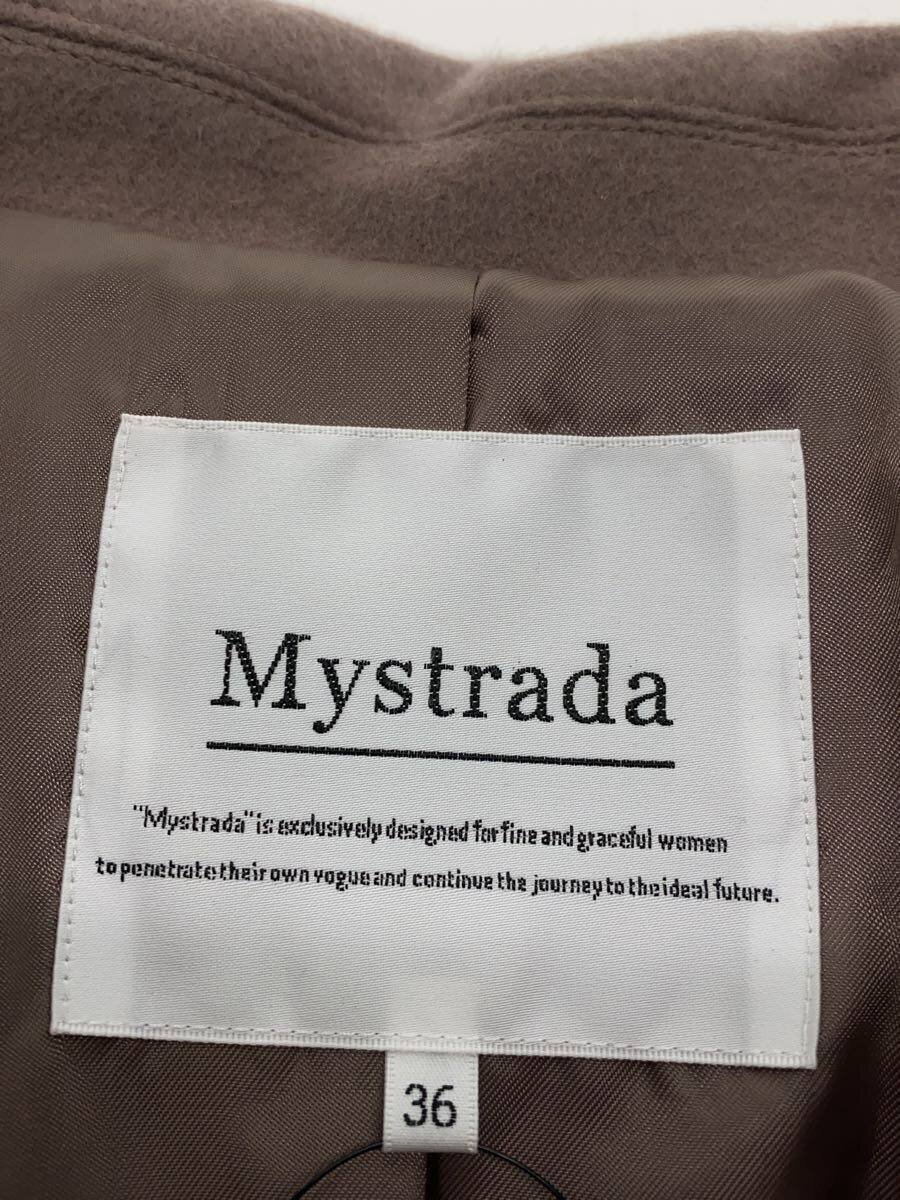 Mystrada
"Mystrada" is exclusively designed for fine and graceful women
to penetrate their own vogue and continue the journey to the ideal future.
36